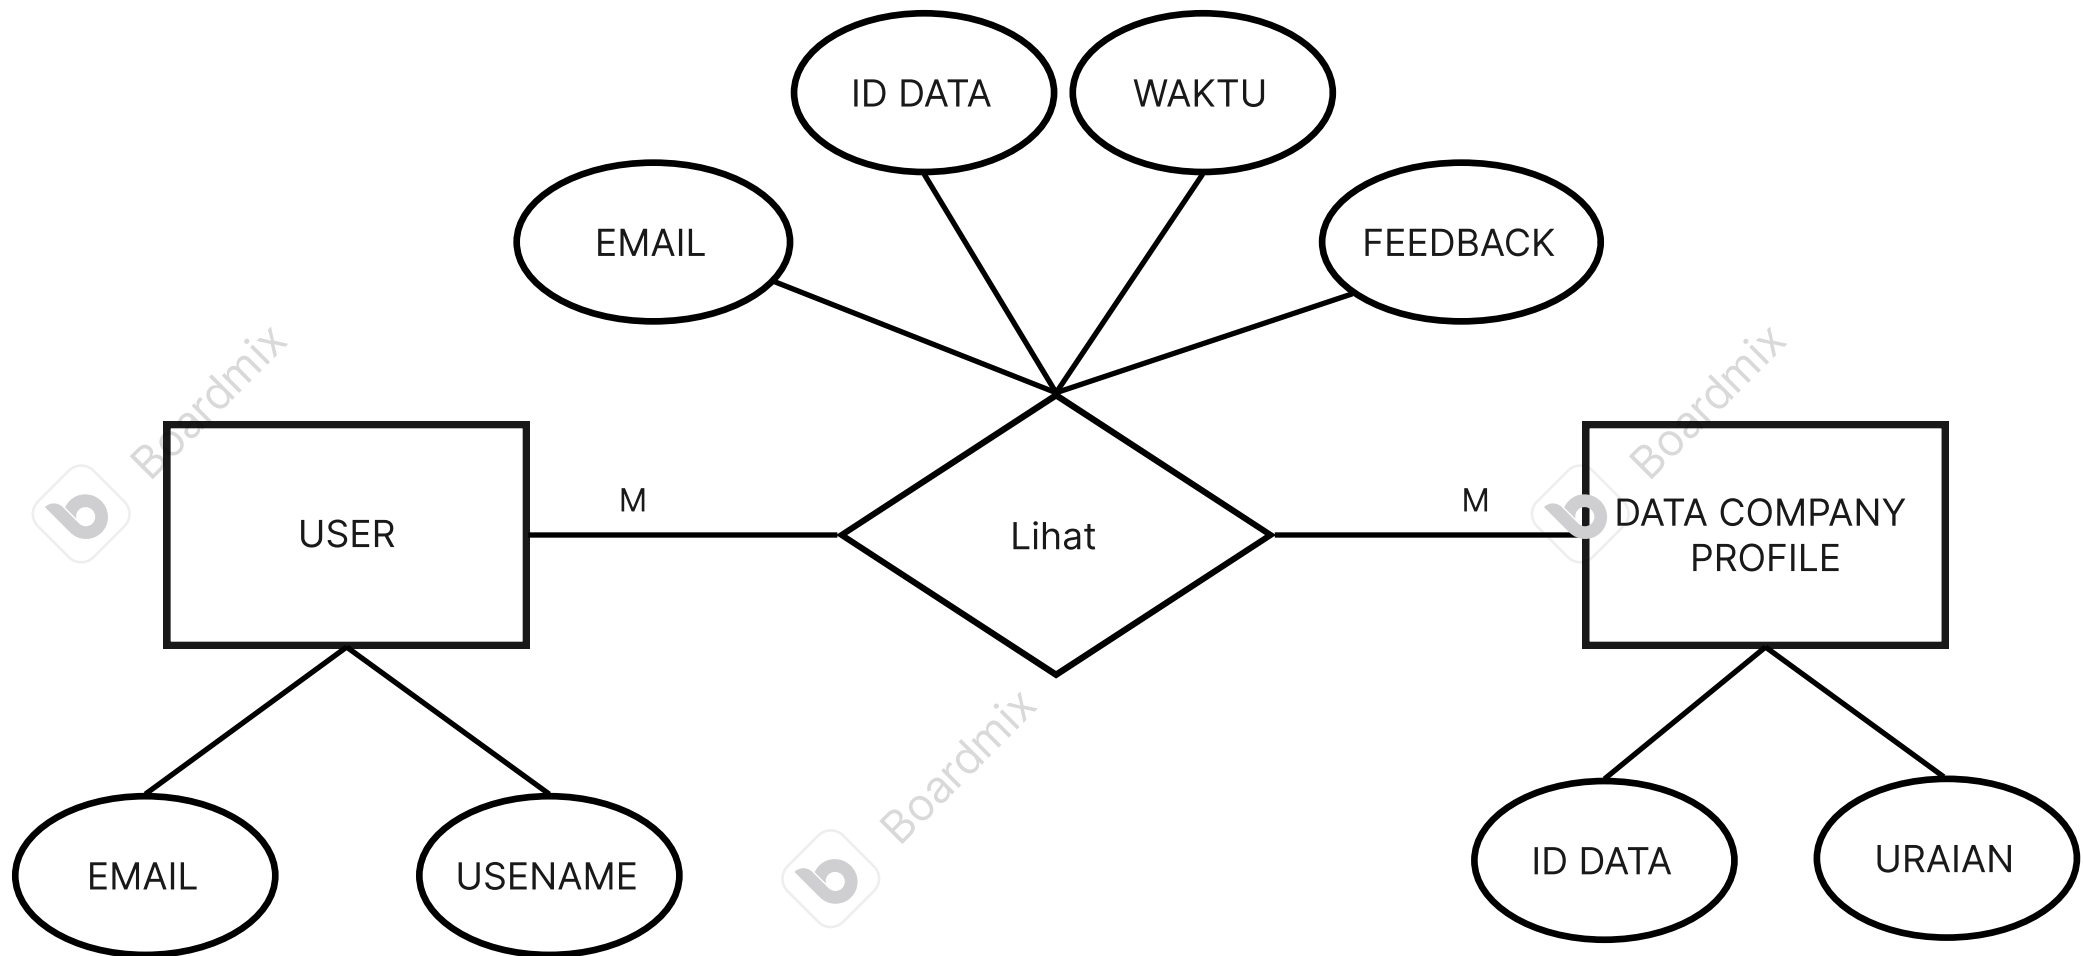 ID DATA
WAKTU
EMAIL
FEEDBACK
Boardmix
Boardmix
USER
M
Lihat
M
DATA COMPANY
PROFILE
Boardmix
EMAIL
USENAME
ID DATA
URAIAN